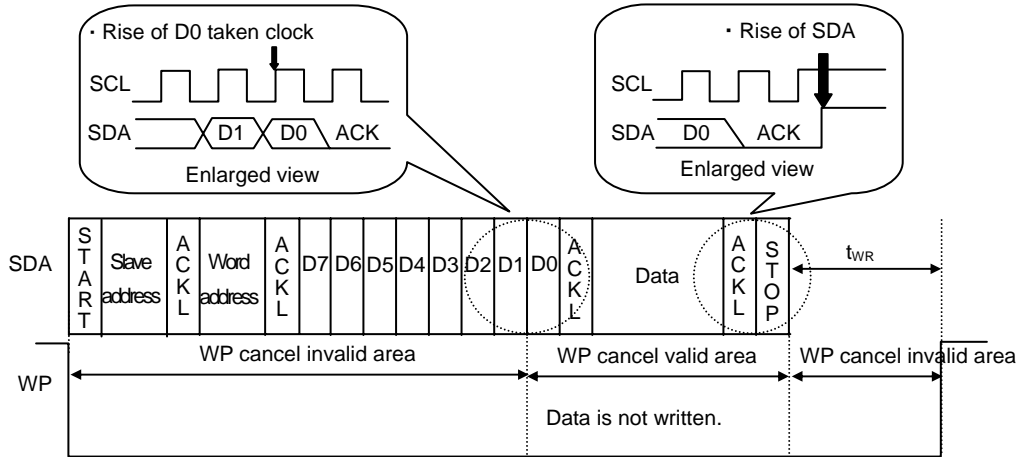 ・Rise of D0 taken clock
SCL
SDA
D1
D0
ACK
Enlarged view
・Rise of SDA
SCL
SDA
D0
ACK
Enlarged view
SDA
START
Slave
address
ACKL
Word
address
ACKL
D7
D6
D5
D4
D3
D2
D1
D0
ACKL
Data
ACKL
STOP
tWR
WP cancel invalid area
WP cancel valid area
WP cancel invalid area
WP
Data is not written.